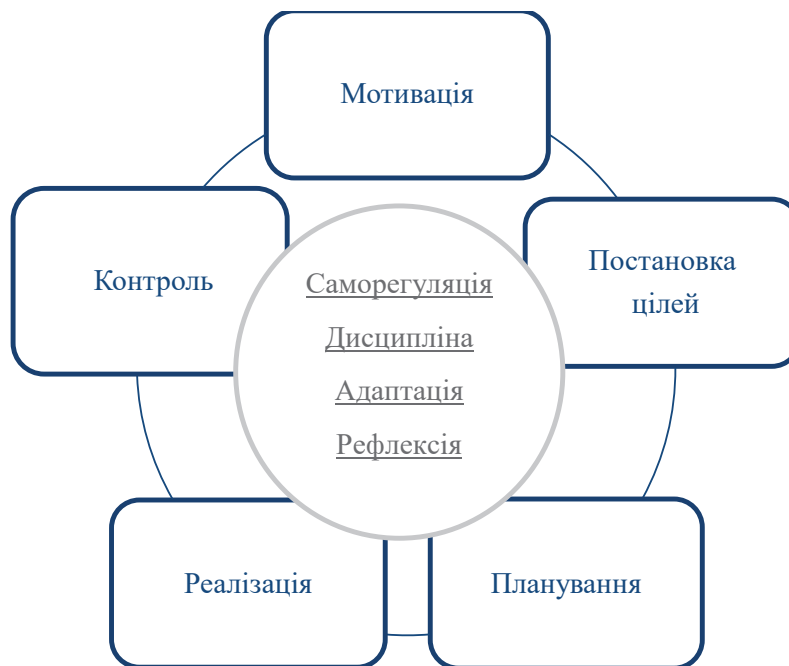 Мотивація
Постановка
цілей
Планування
Реалізація
Контроль
Саморегуляція
Дисципліна
Адаптація
Рефлексія